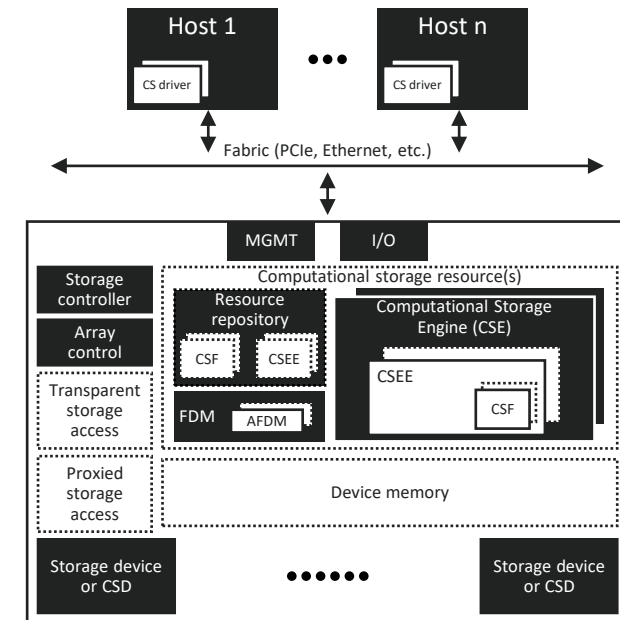 Host 1
Host n
CS driver
CS driver
Fabric (PCIe, Ethernet, etc.)
MGMT
I/O
Storage
controller
Array
control
Transparent
storage
access
Proxied
storage
access
Computational storage resource(s)
Resource
repository
CSF
CSEE
FDM
AFDM
Computational Storage
Engine (CSE)
CSEE
CSF
Device memory
Storage device
or CSD
Storage device
or CSD